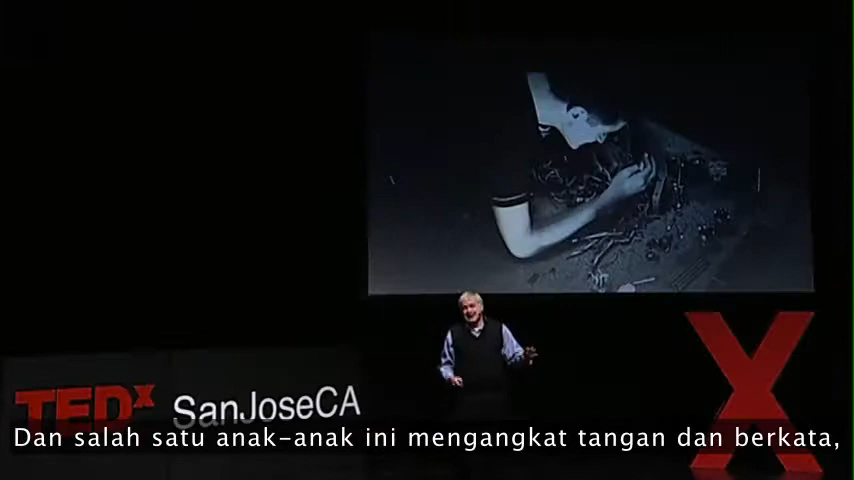 TEDx
SanJoseCA
X
Dan salah satu anak-anak ini mengangkat tangan dan berkata,